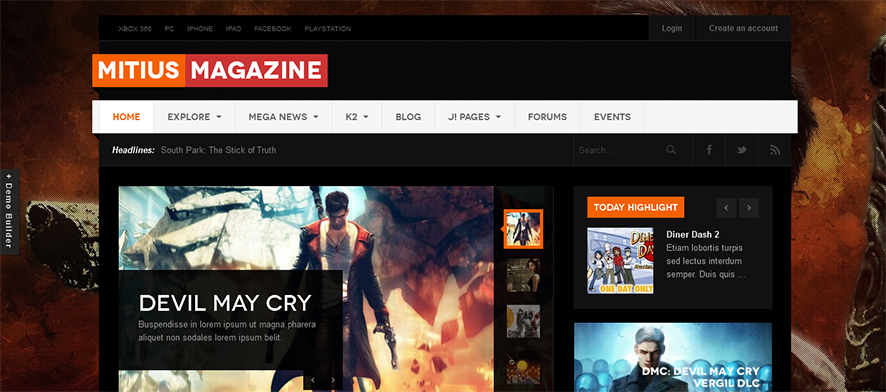 XBOX 360 PC IPHONE IPAD FACEBOOK PLAYSTATION Login Create an account
MITIUS MAGAZINE
HOME EXPLORE MEGA NEWS K2 BLOG J! PAGES FORUMS EVENTS
Headlines: South Park: The Stick of Truth Search...
+ Demo Builder
TODAY HIGHLIGHT
Diner Dash 2
Etiam lobortis turpis
sed lectus interdum
semper. Duis quis ...
ONE DAY ONLY
DEVIL MAY CRY
Buspendisse in lorem ipsum ut magna pharera
aliquet non sodales lorem ipsum belit.
DMC: DEVIL MAY CRY
VERGIL DLC